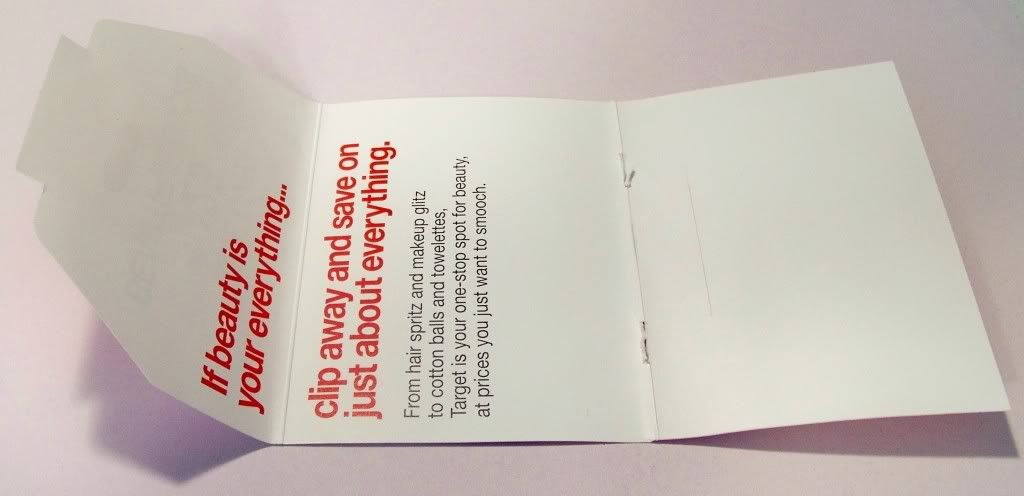 If beauty is
your everything...
clip away and save on
just about everything.
From hair spritz and makeup glitz
to cotton balls and towelettes,
Target is your one-stop spot for beauty,
at prices you just want to smooch.